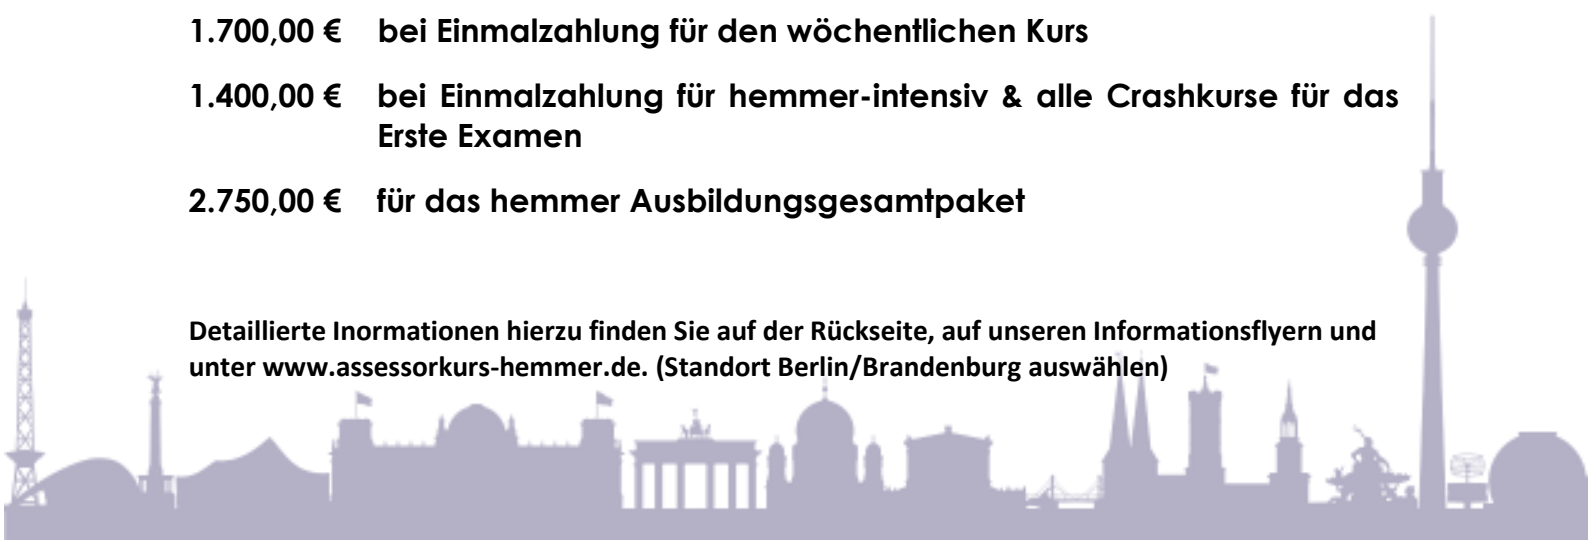 1.700,00 € bei Einmalzahlung für den wöchentlichen Kurs
1.400,00 € bei Einmalzahlung für hemmer-intensiv & alle Crashkurse für das
Erste Examen
2.750,00 € für das hemmer Ausbildungsgesamtpaket
Detaillierte Inormationen hierzu finden Sie auf der Rückseite, auf unseren Informationsflyern und
unter www.assessorkurs-hemmer.de. (Standort Berlin/Brandenburg auswählen)